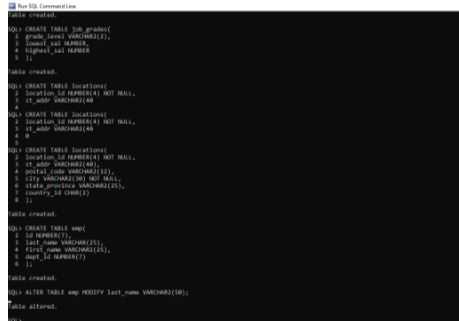 Run SQL Command Line
Table created.
SQL> CREATE TABLE job_grades(
2 grade_level VARCHAR2(2),
3 lowest_sal NUMBER,
4 highest_sal NUMBER
5 );
Table created.
SQL> CREATE TABLE locations(
2 location_id NUMBER(4) NOT NULL,
3 st_addr VARCHAR2(40
4
SQL> CREATE TABLE locations(
2 location_id NUMBER(4) NOT NULL,
3 st_addr VARCHAR2(40
4 0
5
SQL> CREATE TABLE locations(
2 location_id NUMBER(4) NOT NULL,
3 st_addr VARCHAR2(40),
4 postal_code VARCHAR2(12),
5 city VARCHAR2(30) NOT NULL,
6 state_province VARCHAR2(25),
7 country_id CHAR(2)
8 );
Table created.
SQL> CREATE TABLE emp(
2 id NUMBER(7),
3 last_name VARCHAR(25),
4 first_name VARCHAR(25),
5 dept_id NUMBER(7)
6 );
Table created.
SQL> ALTER TABLE emp MODIFY last_name VARCHAR2(50);
Table altered.
SQL>